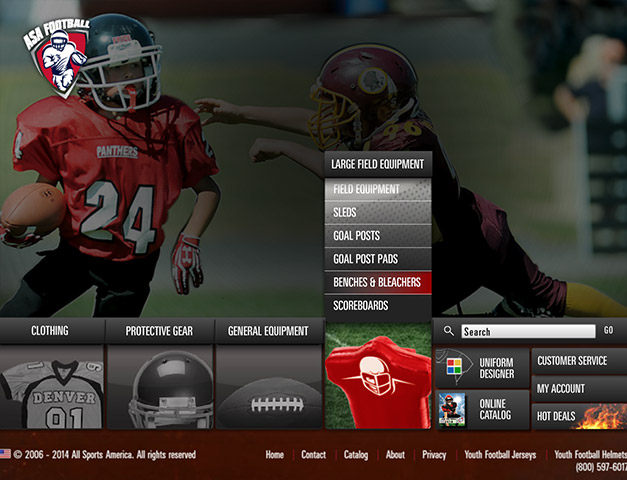 ASA FOOTBALL
PANTHERS
24
LARGE FIELD EQUIPMENT
FIELD EQUIPMENT
SLEDS
GOAL POSTS
GOAL POST PADS
BENCHES & BLEACHERS
SCOREBOARDS
CLOTHING
PROTECTIVE GEAR
GENERAL EQUIPMENT
Search
GO
DENVER
91
UNIFORM
DESIGNER
ONLINE
CATALOG
CUSTOMER SERVICE
MY ACCOUNT
HOT DEALS
© 2006 - 2014 All Sports America. All rights reserved
Home
Contact
Catalog
About
Privacy
Youth Football Jerseys
Youth Football Helmets
(800) 597-6017